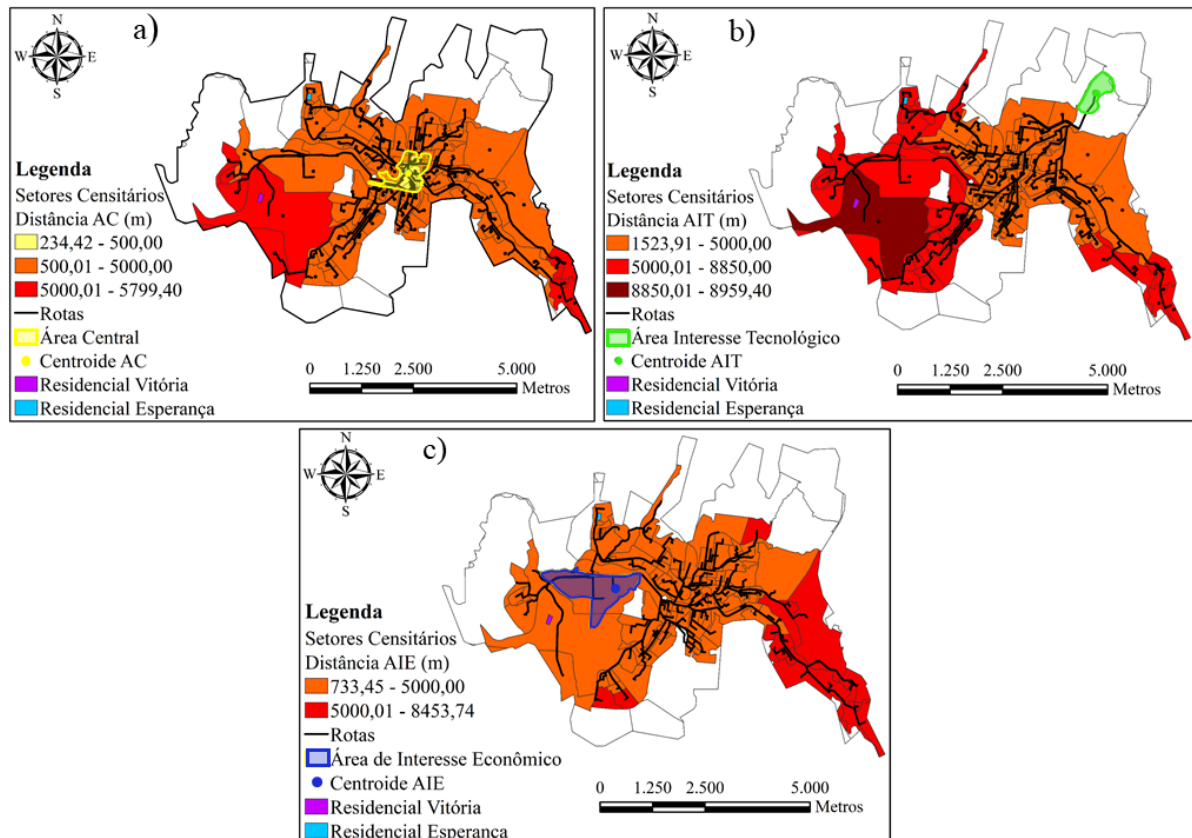 a)
N
W E
S
Legenda
Setores Censitários
Distância AC (m)
234,42 - 500,00
500,01 - 5000,00
5000,01 - 5799,40
Rotas
Área Central
Centroide AC
Residencial Vitória
Residencial Esperança
0 1.250 2.500 5.000
Metros
b)
N
W E
S
Legenda
Setores Censitários
Distância AIT (m)
1523,91 - 5000,00
5000,01 - 8850,00
8850,01 - 8959,40
Rotas
Área Interesse Tecnológico
Centroide AIT
Residencial Vitória
Residencial Esperança
0 1.250 2.500 5.000
Metros
c)
N
W E
S
Legenda
Setores Censitários
Distância AIE (m)
733,45 - 5000,00
5000,01 - 8453,74
Rotas
Área de Interesse Econômico
Centroide AIE
Residencial Vitória
Residencial Esperança
0 1.250 2.500 5.000
Metros